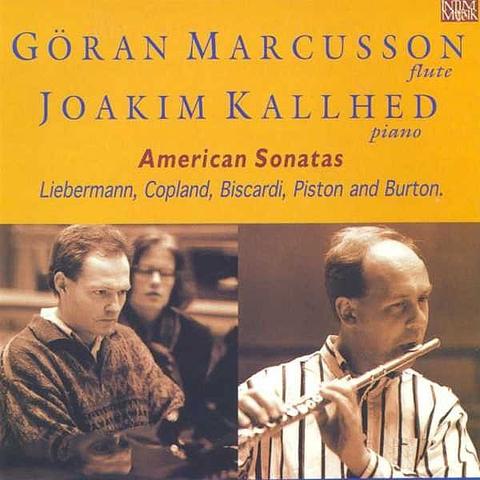 INTIM
MUSIK
GÖRAN MARCUSSON
flute
JOAKIM KALLHED
piano
American Sonatas
Liebermann, Copland, Biscardi, Piston and Burton.